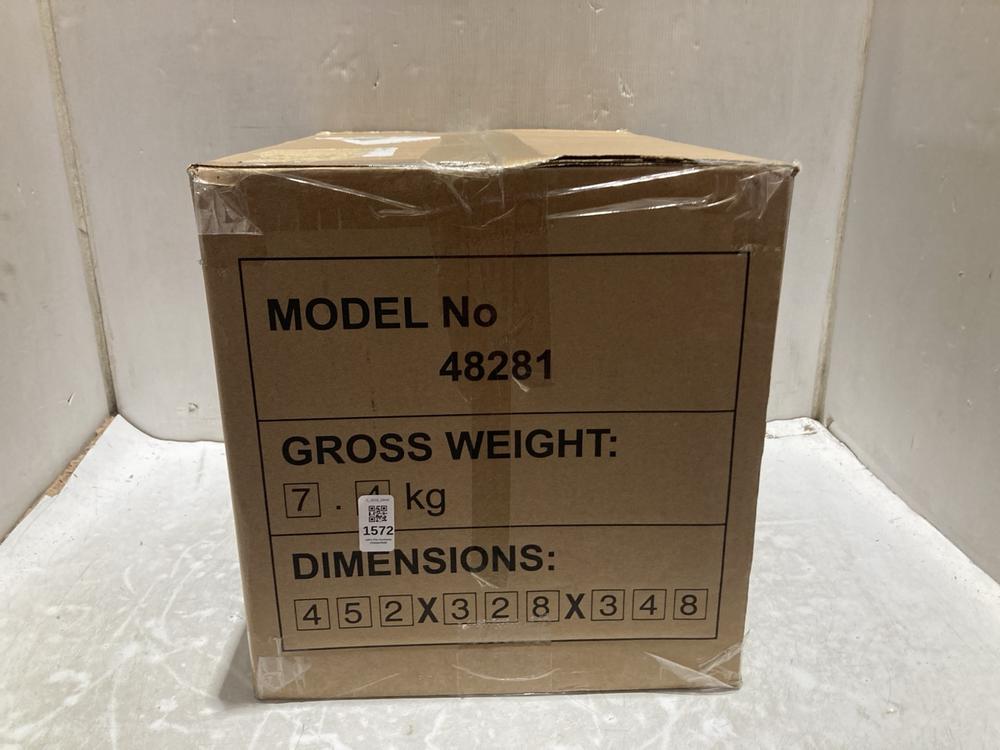 MODEL No
48281
GROSS WEIGHT:
7 . 4 kg
1572
DIMENSIONS:
452X328X348